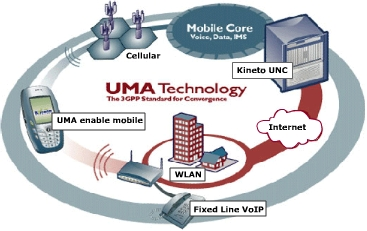 Mobile Core
Voice, Data, IMS
Cellular
Kineto UNC
UMA Technology
The 3GPP Standard for Convergence
UMA enable mobile
Internet
WLAN
Fixed Line VoIP